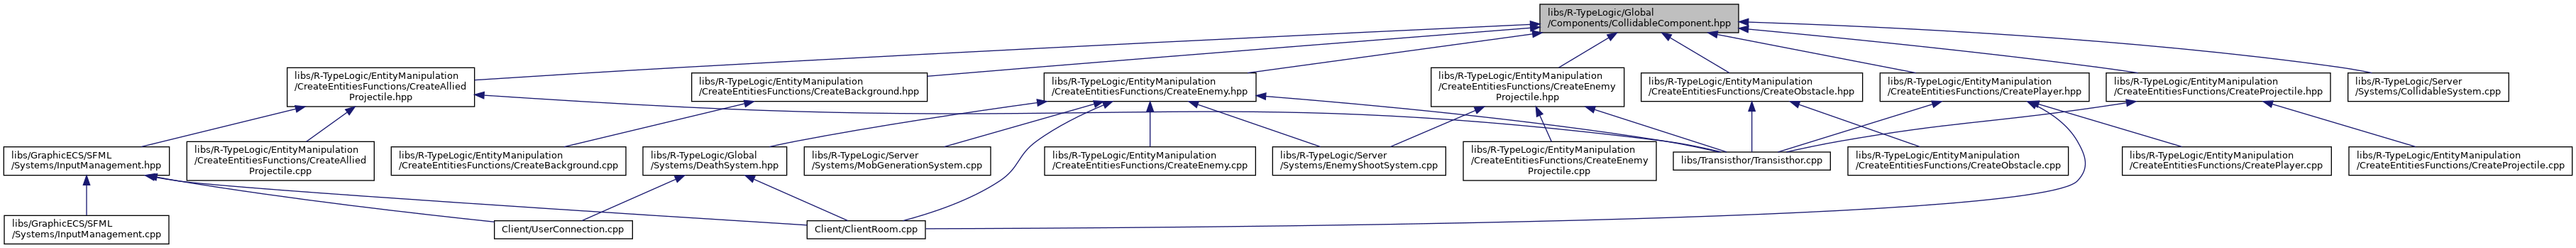 libs/R-TypeLogic/Global
/Components/CollidableComponent.hpp
libs/R-TypeLogic/EntityManipulation
/CreateEntitiesFunctions/CreateAllied
Projectile.hpp
libs/R-TypeLogic/EntityManipulation
/CreateEntitiesFunctions/CreateBackground.hpp
libs/R-TypeLogic/EntityManipulation
/CreateEntitiesFunctions/CreateEnemy.hpp
libs/R-TypeLogic/EntityManipulation
/CreateEntitiesFunctions/CreateEnemy
Projectile.hpp
libs/R-TypeLogic/EntityManipulation
/CreateEntitiesFunctions/CreateObstacle.hpp
libs/R-TypeLogic/EntityManipulation
/CreateEntitiesFunctions/CreatePlayer.hpp
libs/R-TypeLogic/EntityManipulation
/CreateEntitiesFunctions/CreateProjectile.hpp
libs/R-TypeLogic/Server
/Systems/CollidableSystem.cpp
libs/GraphicECS/SFML
/Systems/InputManagement.hpp
libs/R-TypeLogic/EntityManipulation
/CreateEntitiesFunctions/CreateAllied
Projectile.cpp
libs/R-TypeLogic/EntityManipulation
/CreateEntitiesFunctions/CreateBackground.cpp
libs/R-TypeLogic/Global
/Systems/DeathSystem.hpp
libs/R-TypeLogic/Server
/Systems/MobGenerationSystem.cpp
libs/R-TypeLogic/EntityManipulation
/CreateEntitiesFunctions/CreateEnemy.cpp
libs/R-TypeLogic/Server
/Systems/EnemyShootSystem.cpp
libs/R-TypeLogic/EntityManipulation
/CreateEntitiesFunctions/CreateEnemy
Projectile.cpp
libs/Transisthor/Transisthor.cpp
libs/R-TypeLogic/EntityManipulation
/CreateEntitiesFunctions/CreateObstacle.cpp
libs/R-TypeLogic/EntityManipulation
/CreateEntitiesFunctions/CreatePlayer.cpp
libs/R-TypeLogic/EntityManipulation
/CreateEntitiesFunctions/CreateProjectile.cpp
libs/GraphicECS/SFML
/Systems/InputManagement.cpp
Client/UserConnection.cpp
Client/ClientRoom.cpp